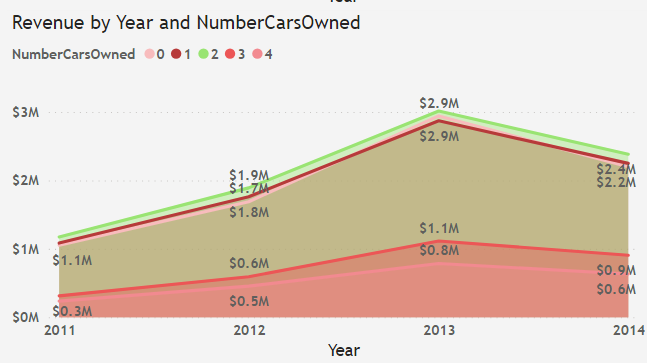 Year
Revenue by Year and NumberCarsOwned
NumberCarsOwned 0 1 2 3 4
$3M
$2M
$1M
$0M
$1.1M
$0.3M
$1.9M
$1.7M
$1.8M
$0.6M
$0.5M
$2.9M
$2.9M
$1.1M
$0.8M
$2.4M
$2.2M
$0.9M
$0.6M
2011 2012 2013 2014
Year